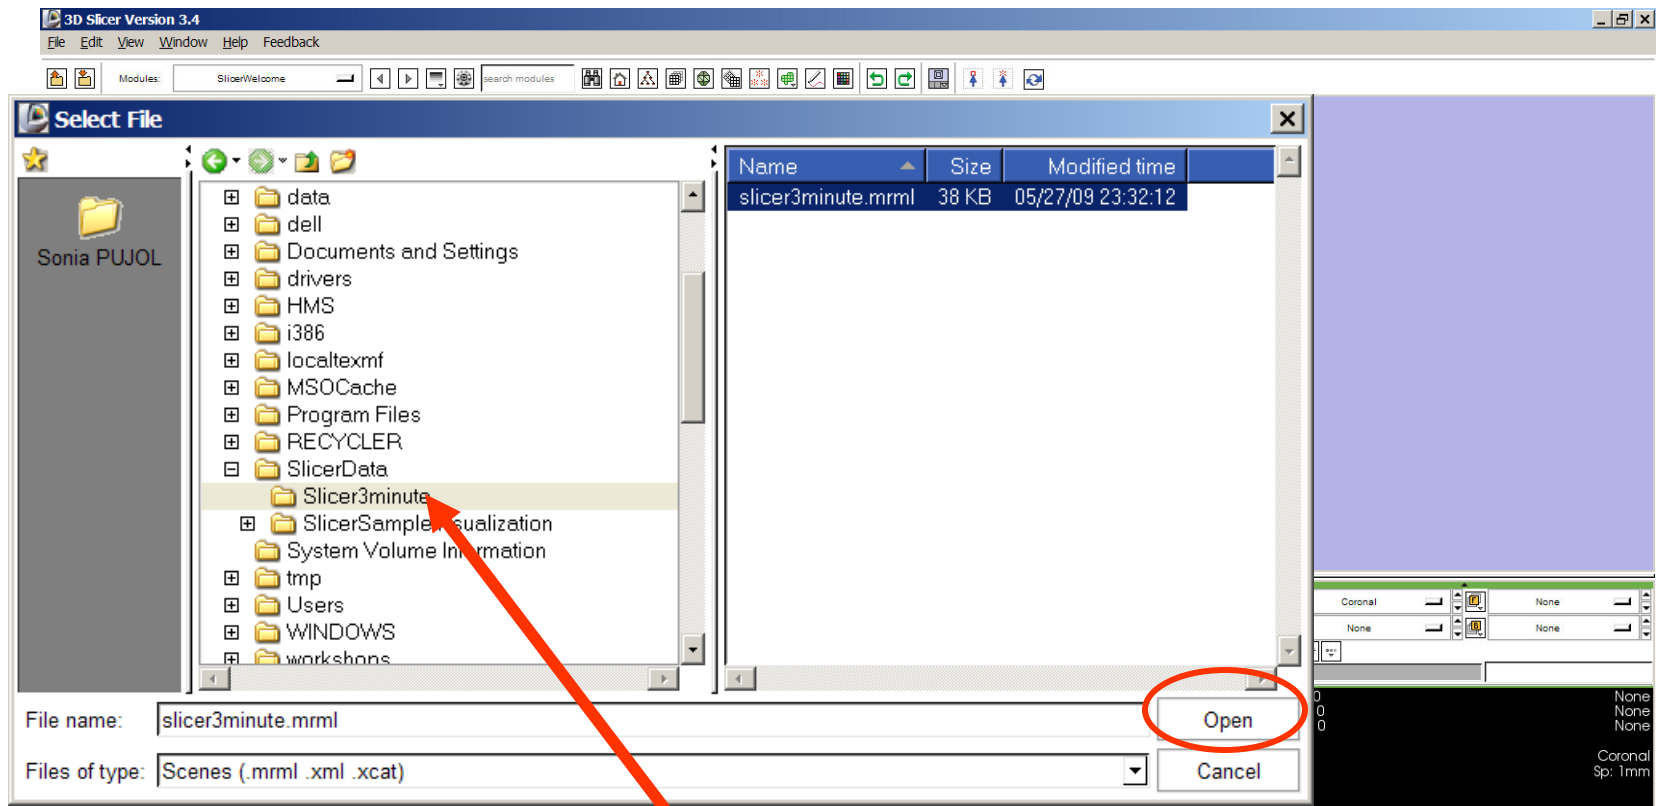 3D Slicer Version 3.4
File Edit View Window Help Feedback
Modules: SlicerWelcome search modules
Select File
Sonia PUJOL
data
dell
Documents and Settings
drivers
HMS
i386
localtexmf
MSOCache
Program Files
RECYCLER
SlicerData
Slicer3minute
SlicerSample sualization
System Volume In rmation
tmp
Users
WINDOWS
workshops
Name Size Modified time
slicer3minute.mrml 38 KB 05/27/09 23:32:12
File name: slicer3minute.mrml Open
Files of type: Scenes (.mrml .xml .xcat) Cancel
Coronal None
None None
0 None
0 None
0 None
Coronal
Sp: 1mm